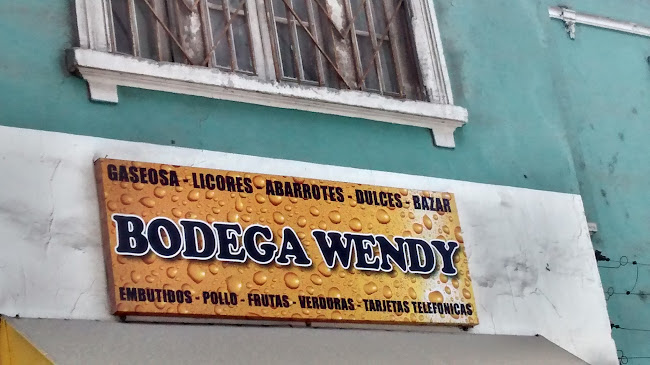 GASEOSA - LICORES - ABARROTES - DULCES - BAZAR
BODEGA WENDY
EMBUTIDOS - POLLO - FRUTAS - VERDURAS - TARJETAS TELEFONICAS